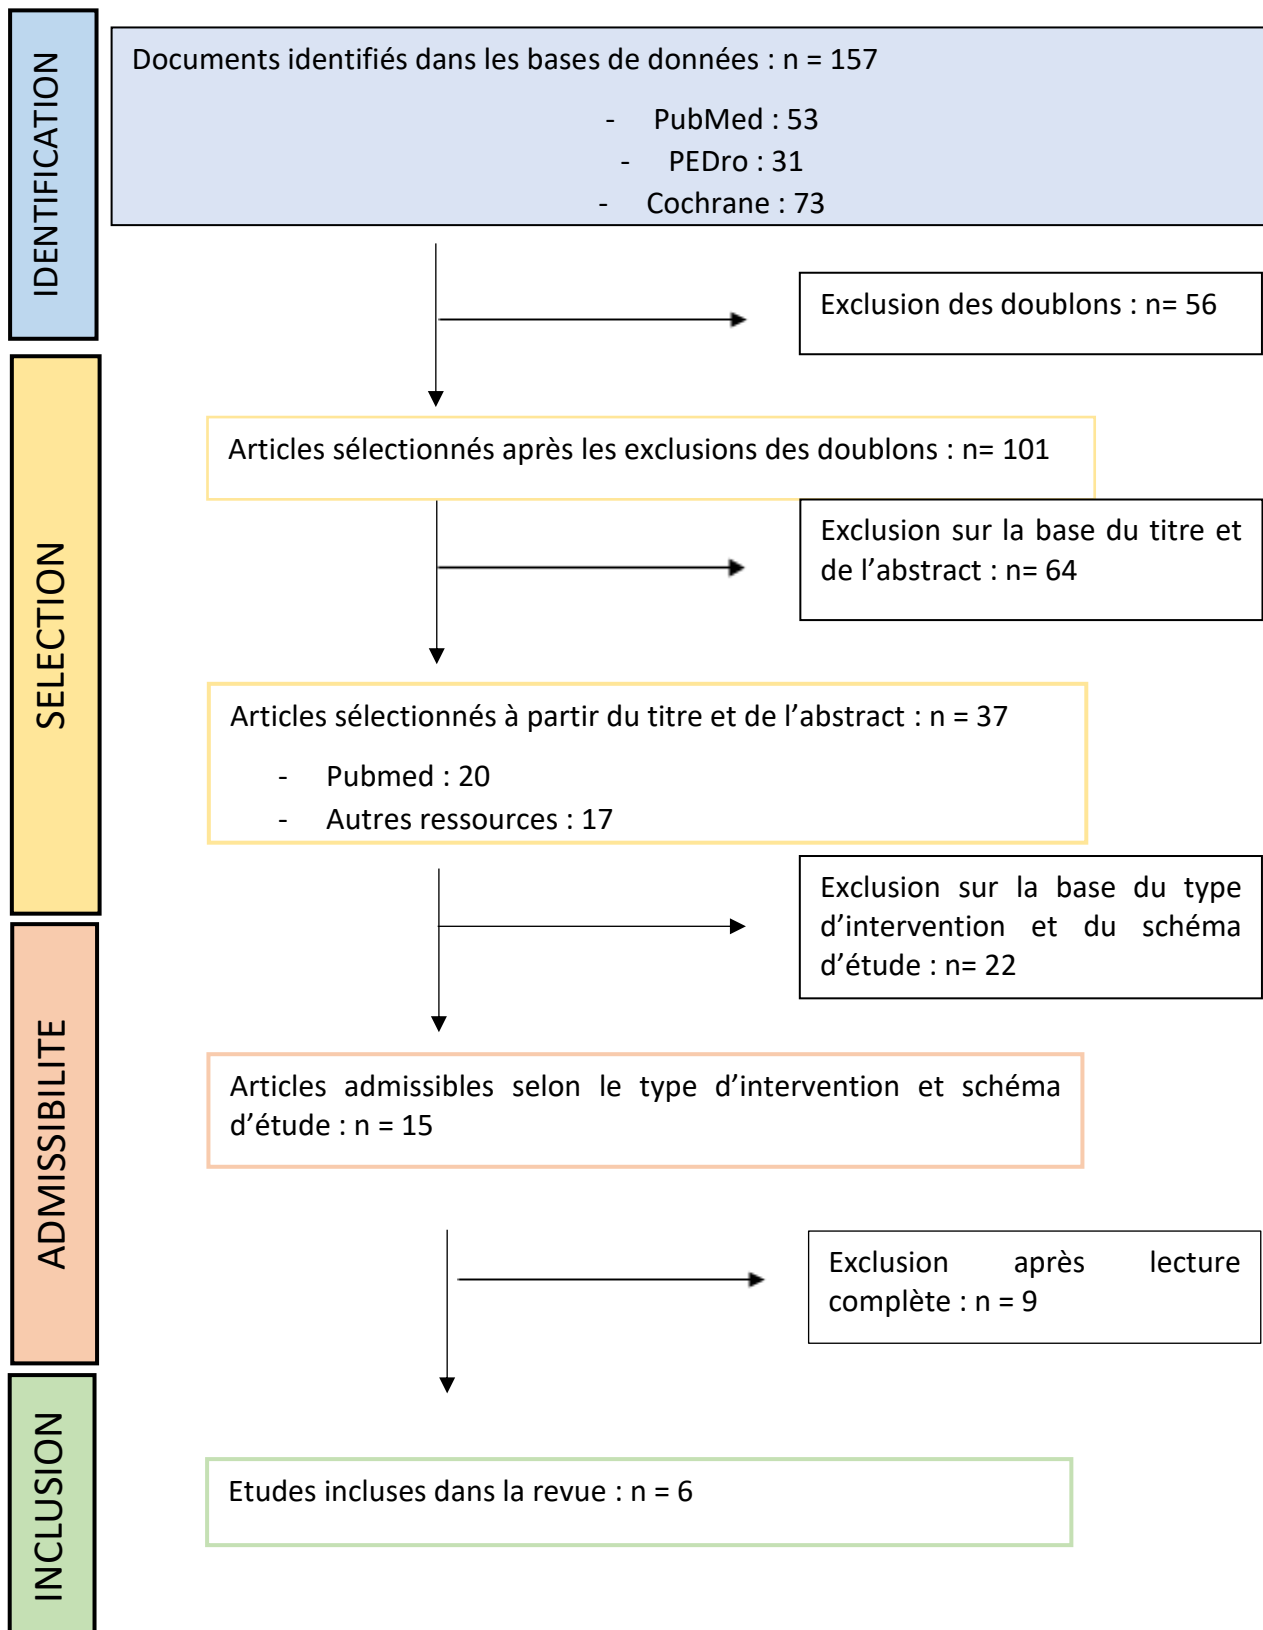 IDENTIFICATION
Documents identifiés dans les bases de données : n = 157
- PubMed : 53
- PEDro : 31
- Cochrane : 73
Exclusion des doublons : n= 56
SELECTION
Articles sélectionnés après les exclusions des doublons : n= 101
Exclusion sur la base du titre et
de l’abstract : n= 64
Articles sélectionnés à partir du titre et de l’abstract : n = 37
- Pubmed : 20
- Autres ressources : 17
Exclusion sur la base du type
d’intervention et du schéma
d’étude : n= 22
ADMISSIBILITE
Articles admissibles selon le type d’intervention et schéma
d’étude : n = 15
Exclusion après lecture
complète : n = 9
INCLUSION
Etudes incluses dans la revue : n = 6